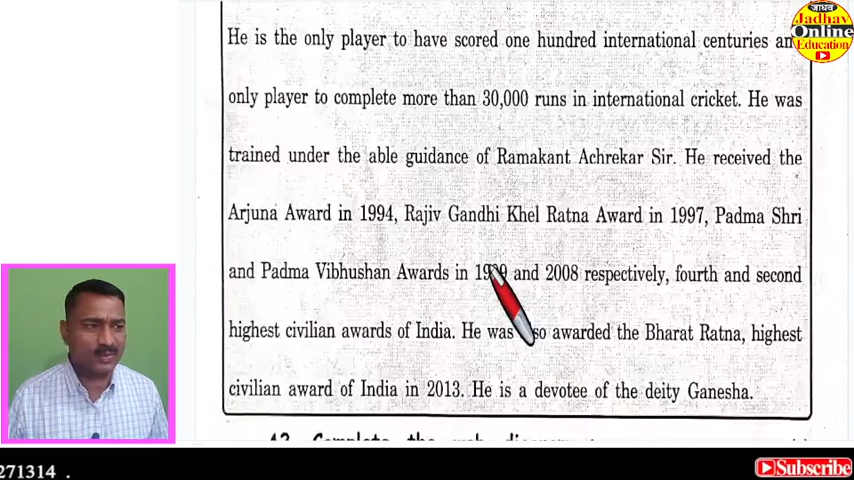 जाधव
Jadhav
Online
Education
He is the only player to have scored one hundred international centuries
only player to complete more than 30,000 runs in international cricket. He was
trained under the able guidance of Ramakant Achrekar Sir. He received the
Arjuna Award in 1994, Rajiv Gandhi Khel Ratna Award in 1997, Padma Shri
and Padma Vibhushan Awards in and 2008 respectively, fourth and second
highest civilian awards of India. He was awarded the Bharat Ratna, highest
civilian award of India in 2013. He is a devotee of the deity Ganesha.
271314 .
Subscribe